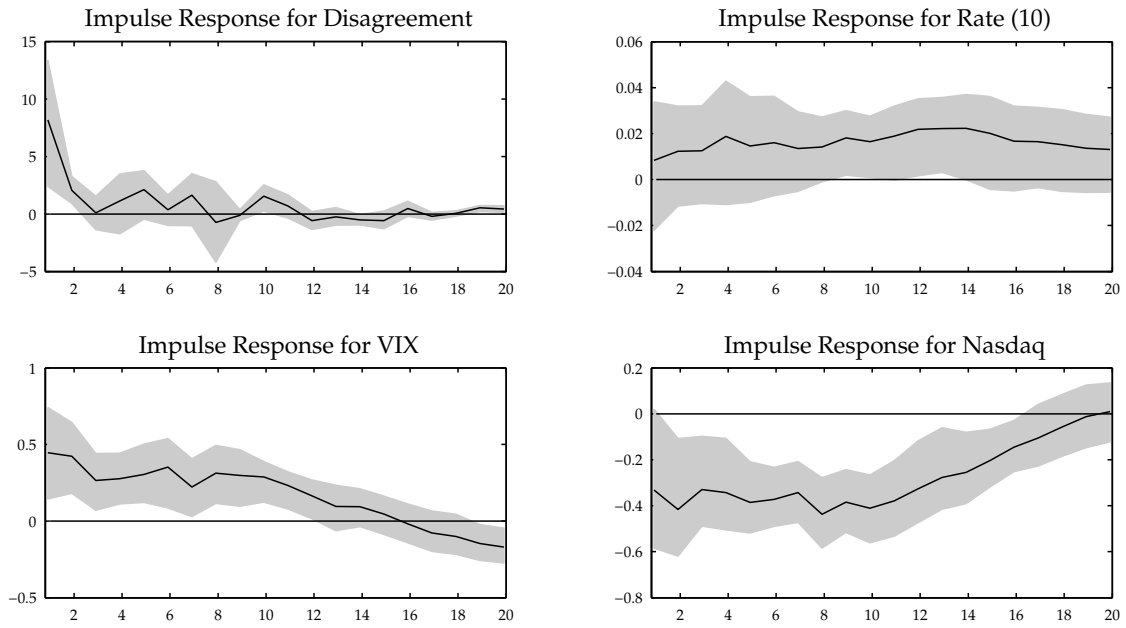 Impulse Response for Disagreement
15
10
5
0
−5
2 4 6 8 10 12 14 16 18 20
Impulse Response for Rate (10)
0.06
0.04
0.02
0
−0.02
−0.04
2 4 6 8 10 12 14 16 18 20
Impulse Response for VIX
1
0.5
0
−0.5
2 4 6 8 10 12 14 16 18 20
Impulse Response for Nasdaq
0.2
0
−0.2
−0.4
−0.6
−0.8
2 4 6 8 10 12 14 16 18 20